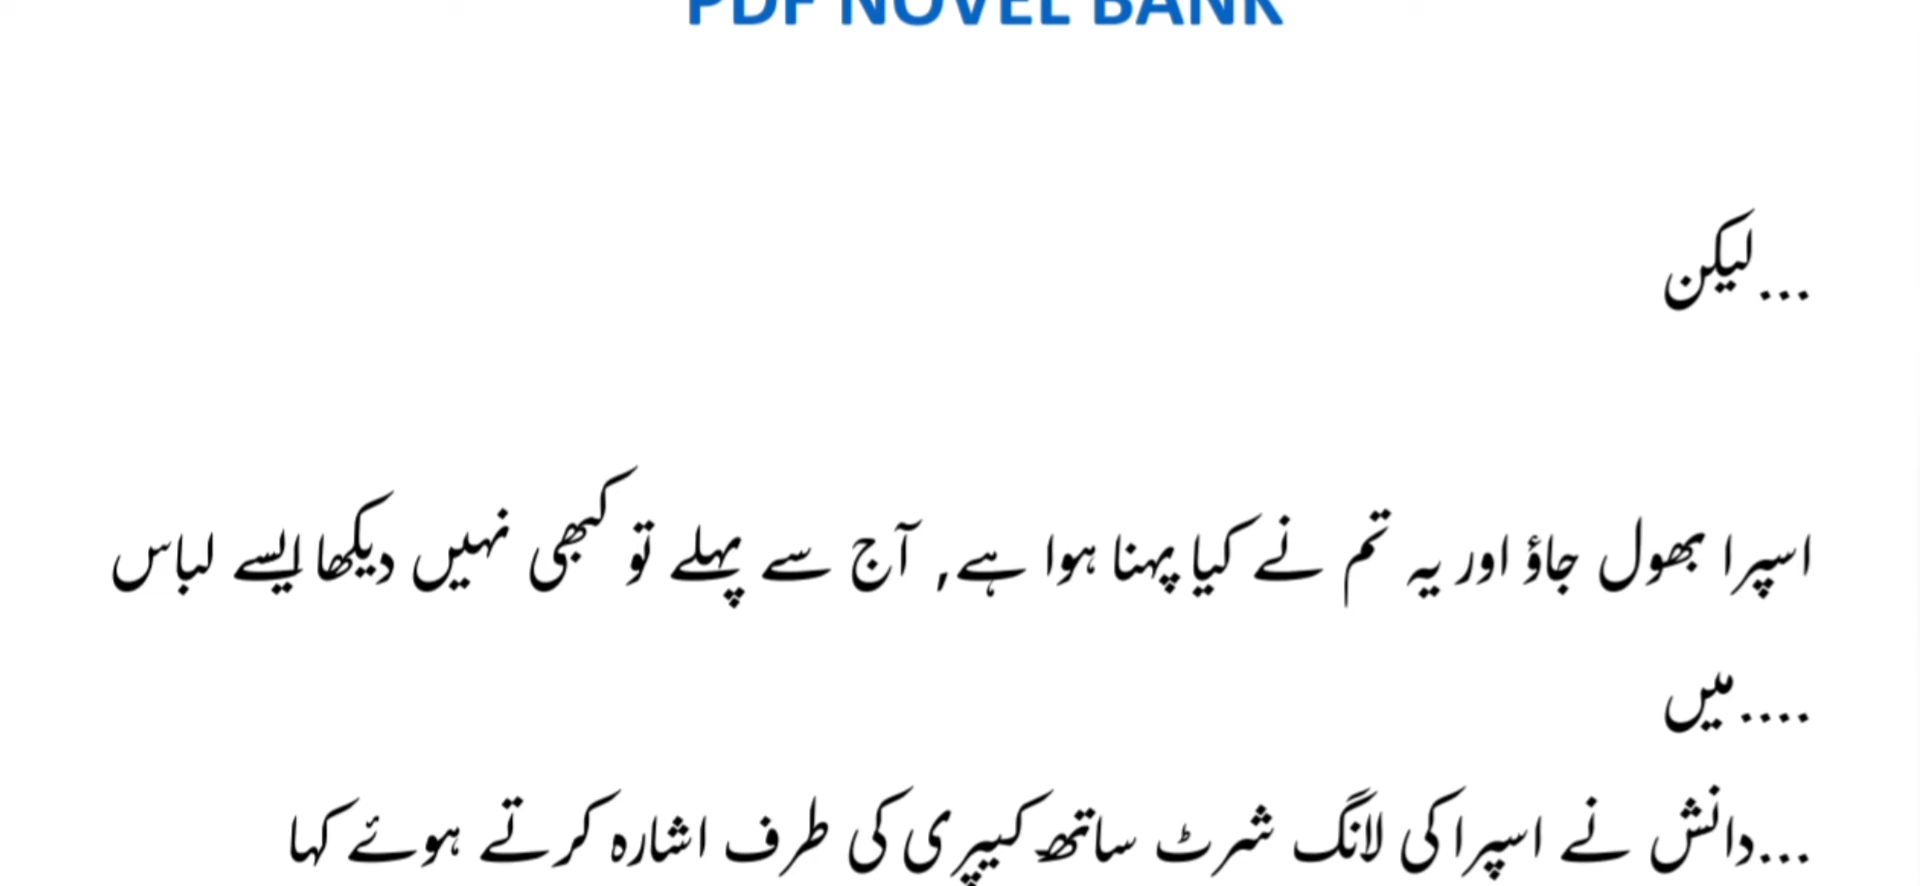 PDF NOVEL BANK
...لیکن
اسپرا بھول جاؤ اور یہ تم نے کیا پہنا ہوا ہے, آج سے پہلے تو کبھی نہیں دیکھا ایسے لباس
....میں
...دانش نے اسپرا کی لانگ شرٹ ساتھ کیپری کی طرف اشارہ کرتے ہوئے کہا